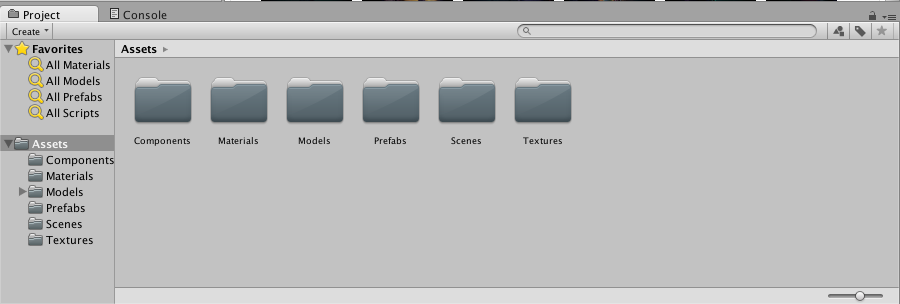 Project
Console
Create
Favorites
All Materials
All Models
All Prefabs
All Scripts
Assets
Components
Materials
Models
Prefabs
Scenes
Textures
Assets
Components
Materials
Models
Prefabs
Scenes
Textures